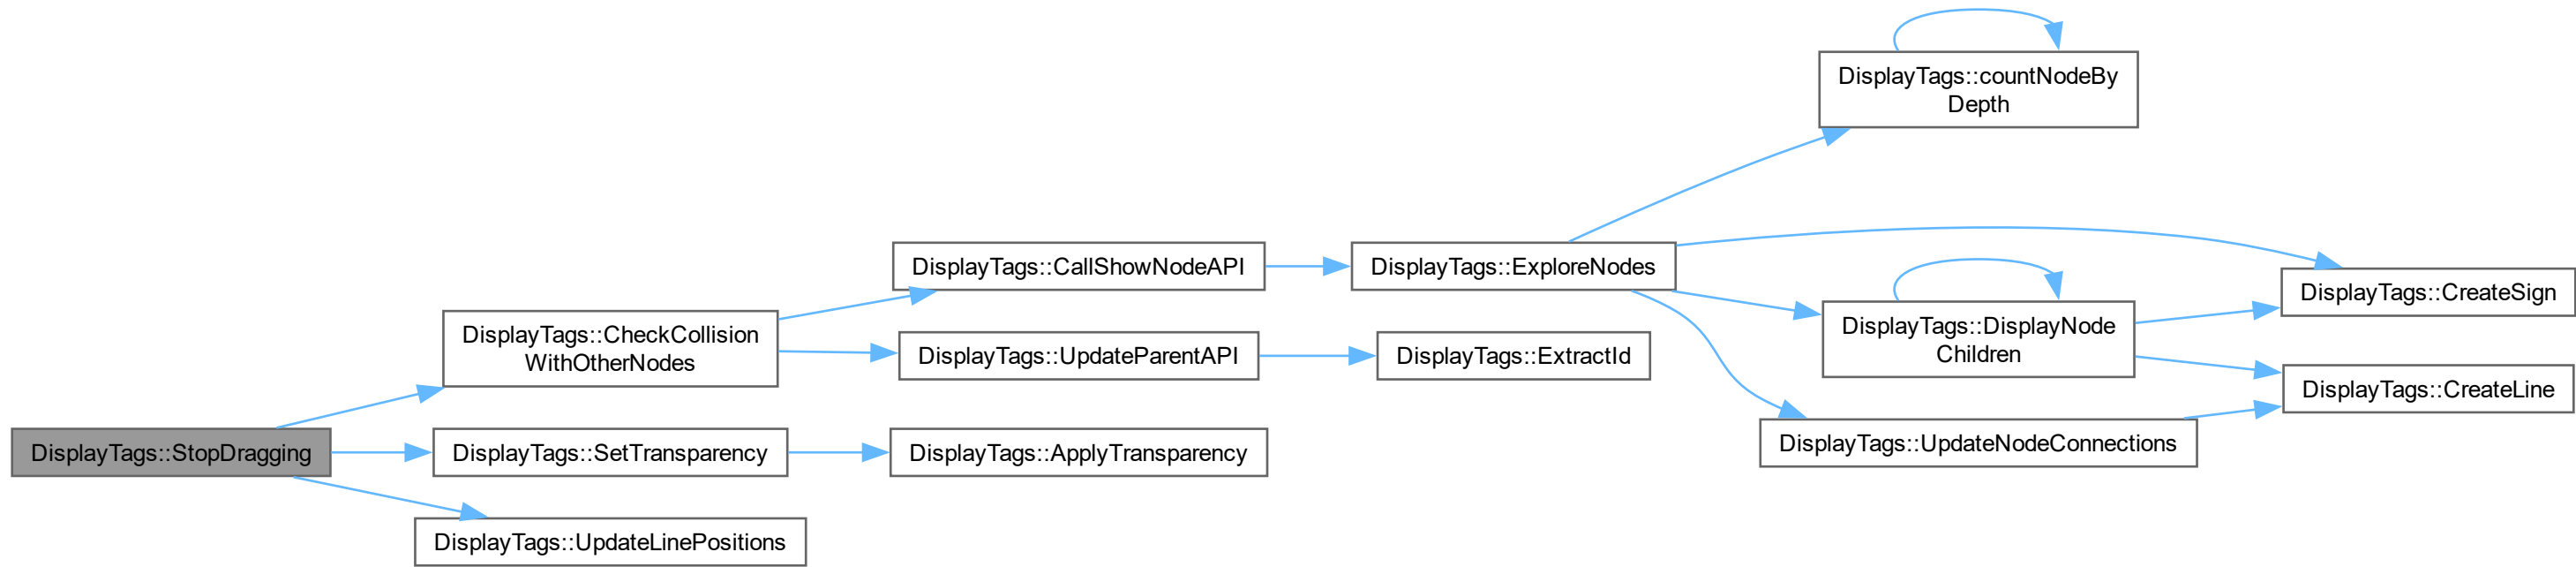 DisplayTags::StopDragging
DisplayTags::CheckCollision
WithOtherNodes
DisplayTags::SetTransparency
DisplayTags::UpdateLinePositions
DisplayTags::CallShowNodeAPI
DisplayTags::UpdateParentAPI
DisplayTags::ApplyTransparency
DisplayTags::ExploreNodes
DisplayTags::ExtractId
DisplayTags::countNodeBy
Depth
DisplayTags::DisplayNode
Children
DisplayTags::UpdateNodeConnections
DisplayTags::CreateSign
DisplayTags::CreateLine